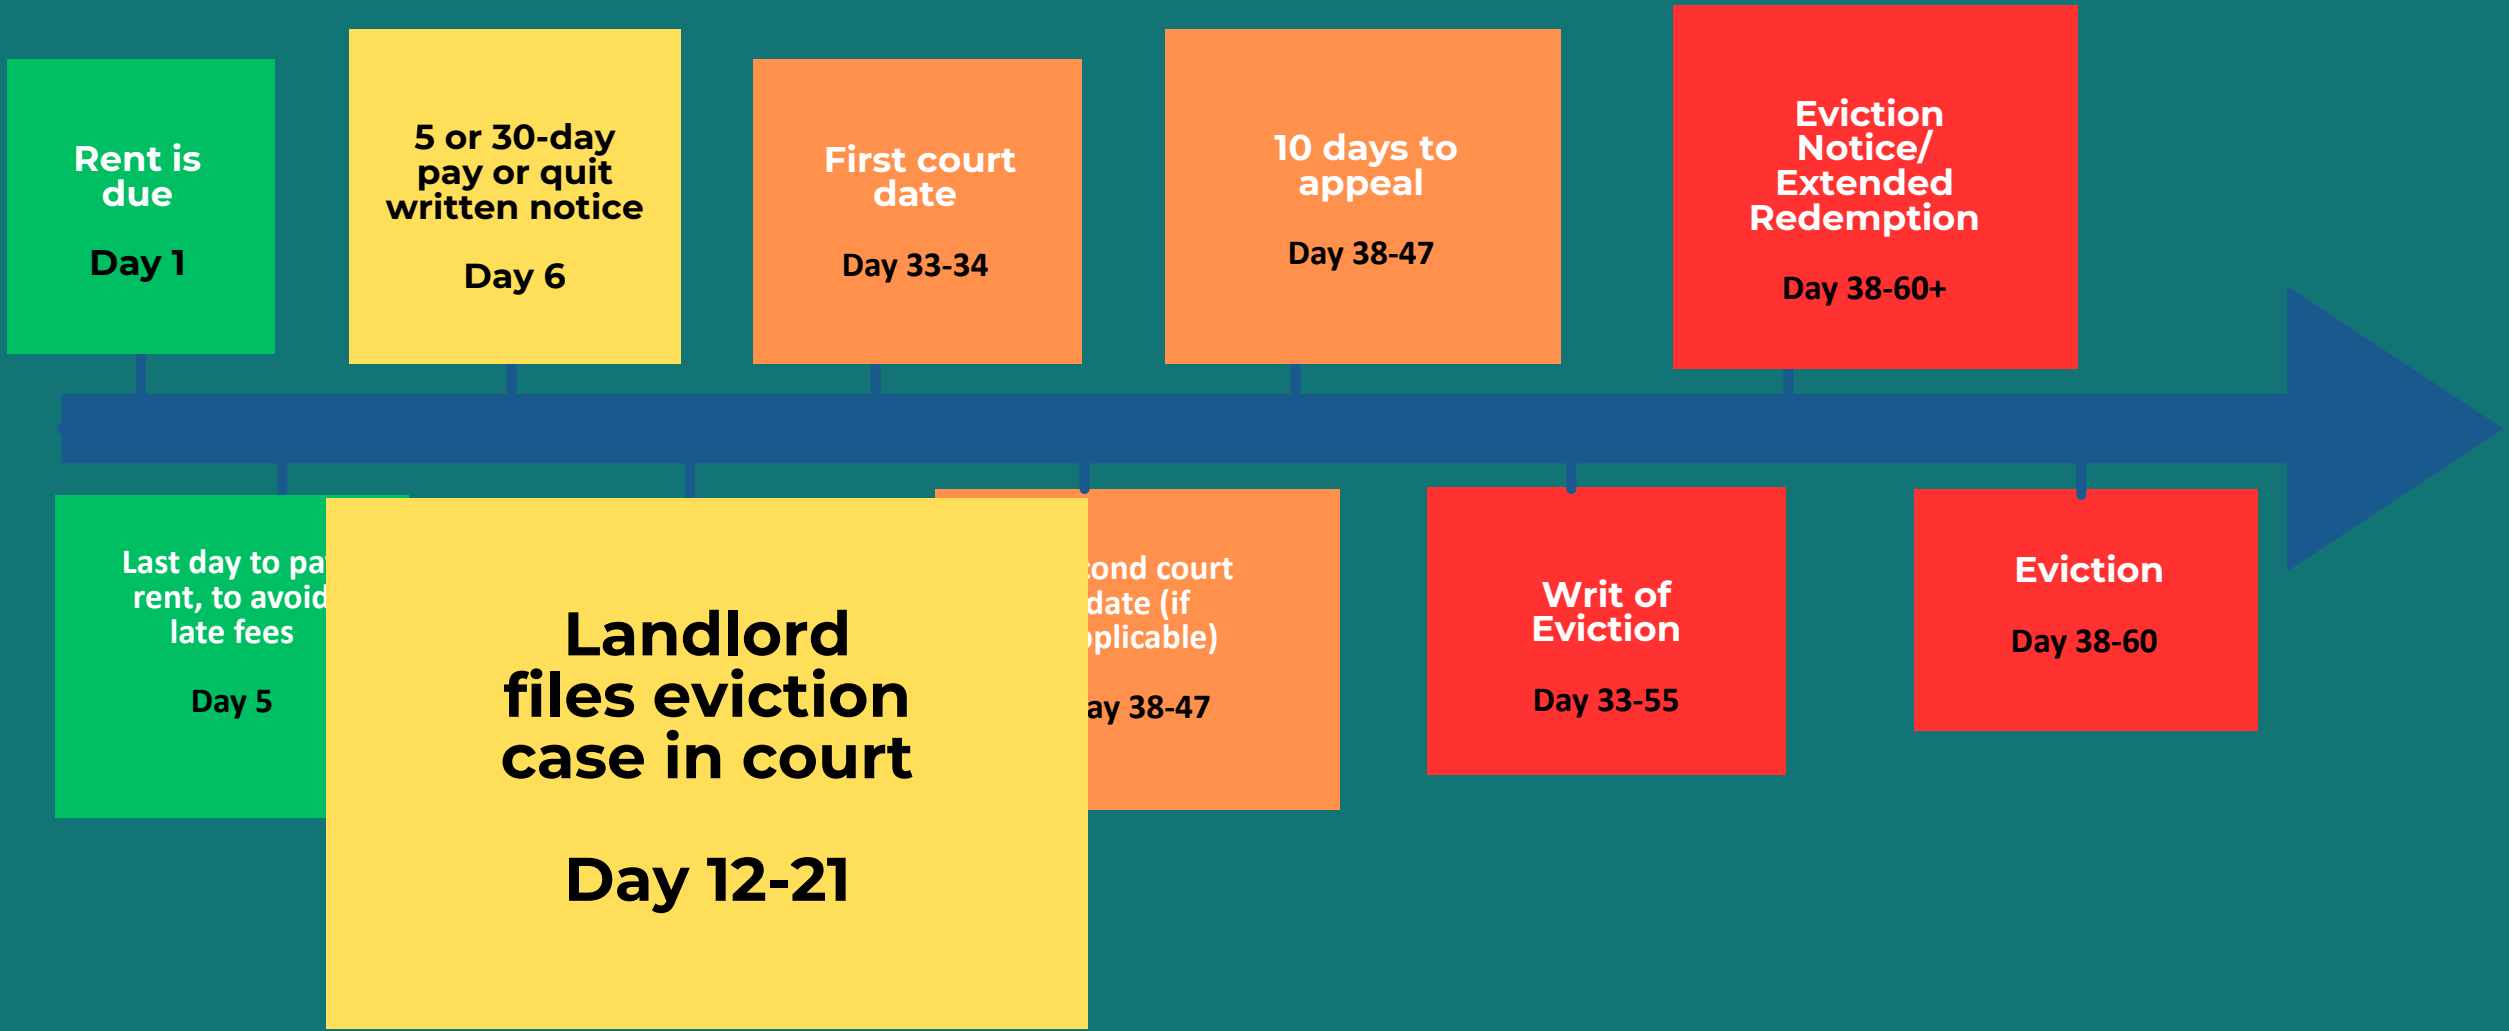 Rent is
due
Day 1
5 or 30-day
pay or quit
written notice
Day 6
First court
date
Day 33-34
10 days to
appeal
Day 38-47
Eviction
Notice/
Extended
Redemption
Day 38-60+
Last day to
rent, to avoid
late fees
Day 5
Landlord
files eviction
case in court
Day 12-21
court
date (if
38-47
Writ of
Eviction
Day 33-55
Eviction
Day 38-60